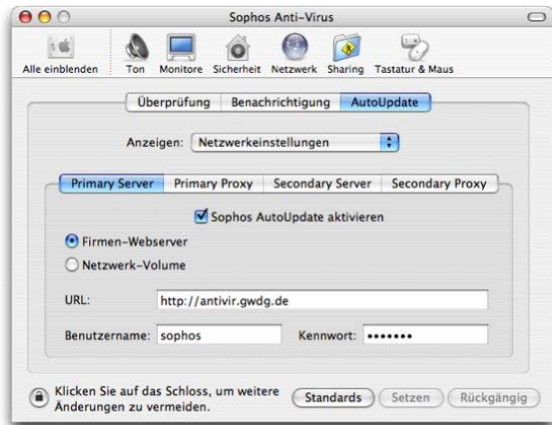 Sophos Anti-Virus
Alle einblenden Ton Monitore Sicherheit Netzwerk Sharing Tastatur & Maus
Überprüfung Benachrichtigung AutoUpdate
Anzeigen: Netzwerkeinstellungen
Primary Server Primary Proxy Secondary Server Secondary Proxy
Sophos AutoUpdate aktivieren
Firmen-Webserver
Netzwerk-Volume
URL: http://antivir.gwdg.de
Benutzername: sophos Kennwort: •••••••
Klicken Sie auf das Schloss, um weitere
Änderungen zu vermeiden.
Standards Setzen Rückgängig